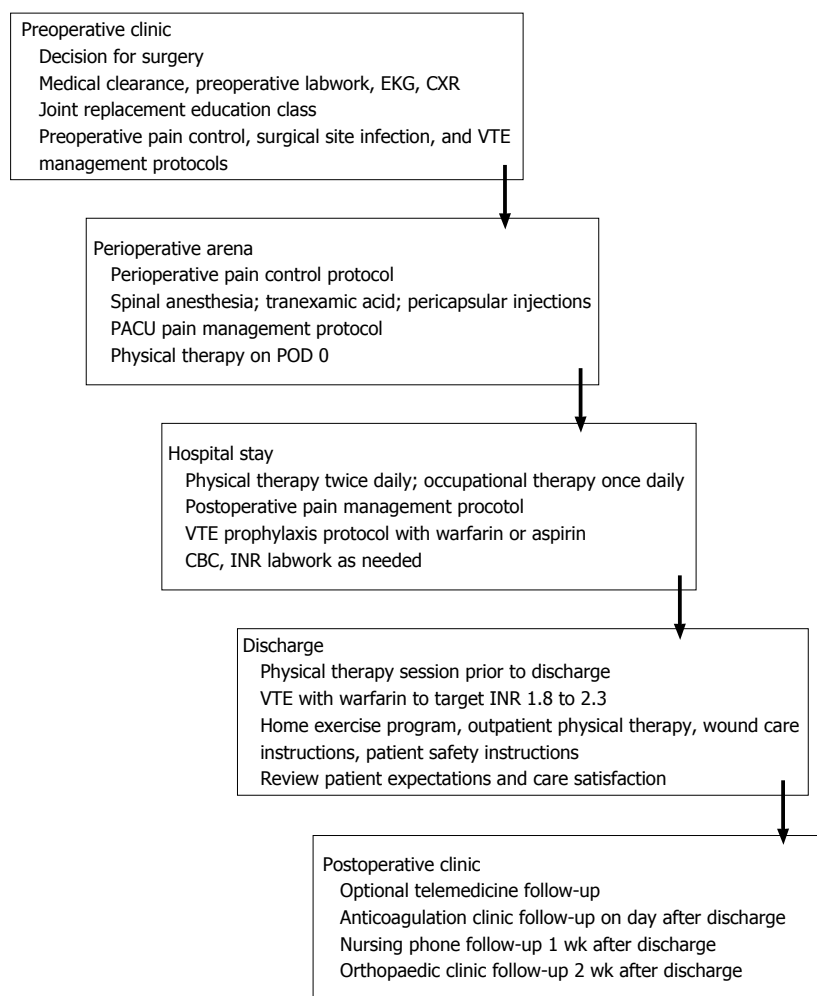 Preoperative clinic
Decision for surgery
Medical clearance, preoperative labwork, EKG, CXR
Joint replacement education class
Preoperative pain control, surgical site infection, and VTE
management protocols
Perioperative arena
Perioperative pain control protocol
Spinal anesthesia; tranexamic acid; pericapsular injections
PACU pain management protocol
Physical therapy on POD 0
Hospital stay
Physical therapy twice daily; occupational therapy once daily
Postoperative pain management procotol
VTE prophylaxis protocol with warfarin or aspirin
CBC, INR labwork as needed
Discharge
Physical therapy session prior to discharge
VTE with warfarin to target INR 1.8 to 2.3
Home exercise program, outpatient physical therapy, wound care
instructions, patient safety instructions
Review patient expectations and care satisfaction
Postoperative clinic
Optional telemedicine follow-up
Anticoagulation clinic follow-up on day after discharge
Nursing phone follow-up 1 wk after discharge
Orthopaedic clinic follow-up 2 wk after discharge